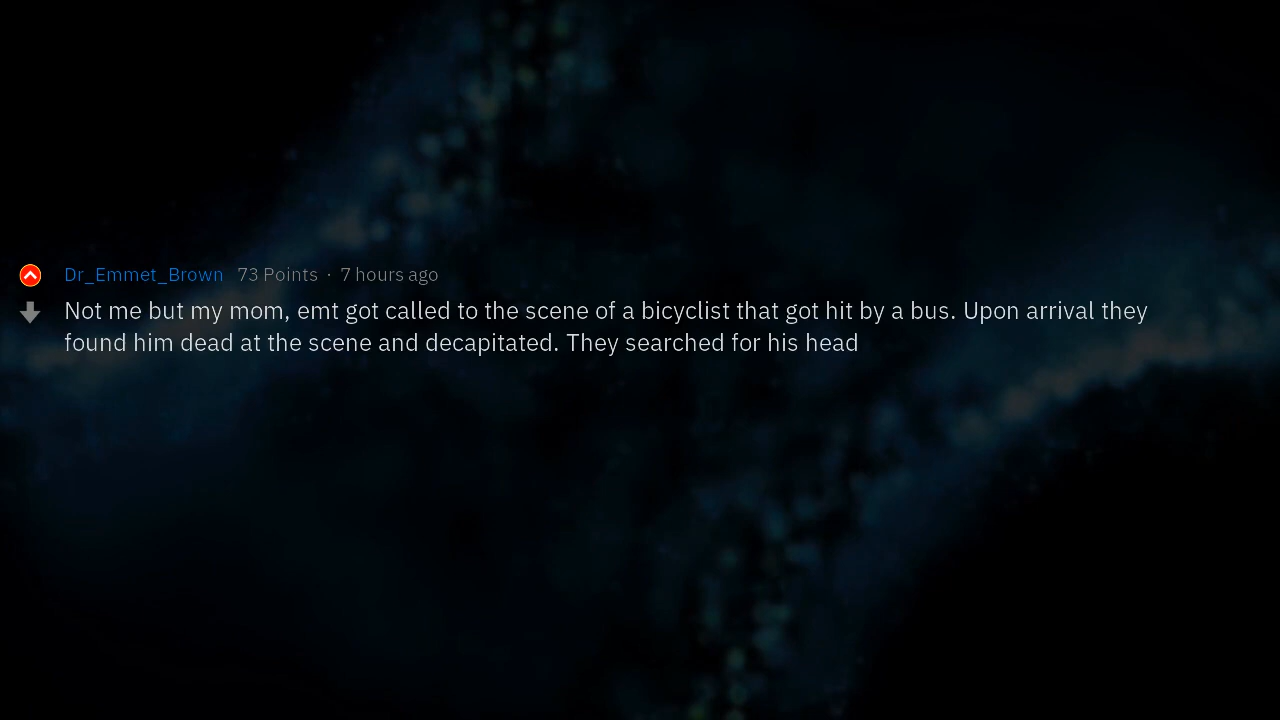 Dr_Emmet_Brown 73 Points · 7 hours ago
Not me but my mom, emt got called to the scene of a bicyclist that got hit by a bus. Upon arrival they
found him dead at the scene and decapitated. They searched for his head